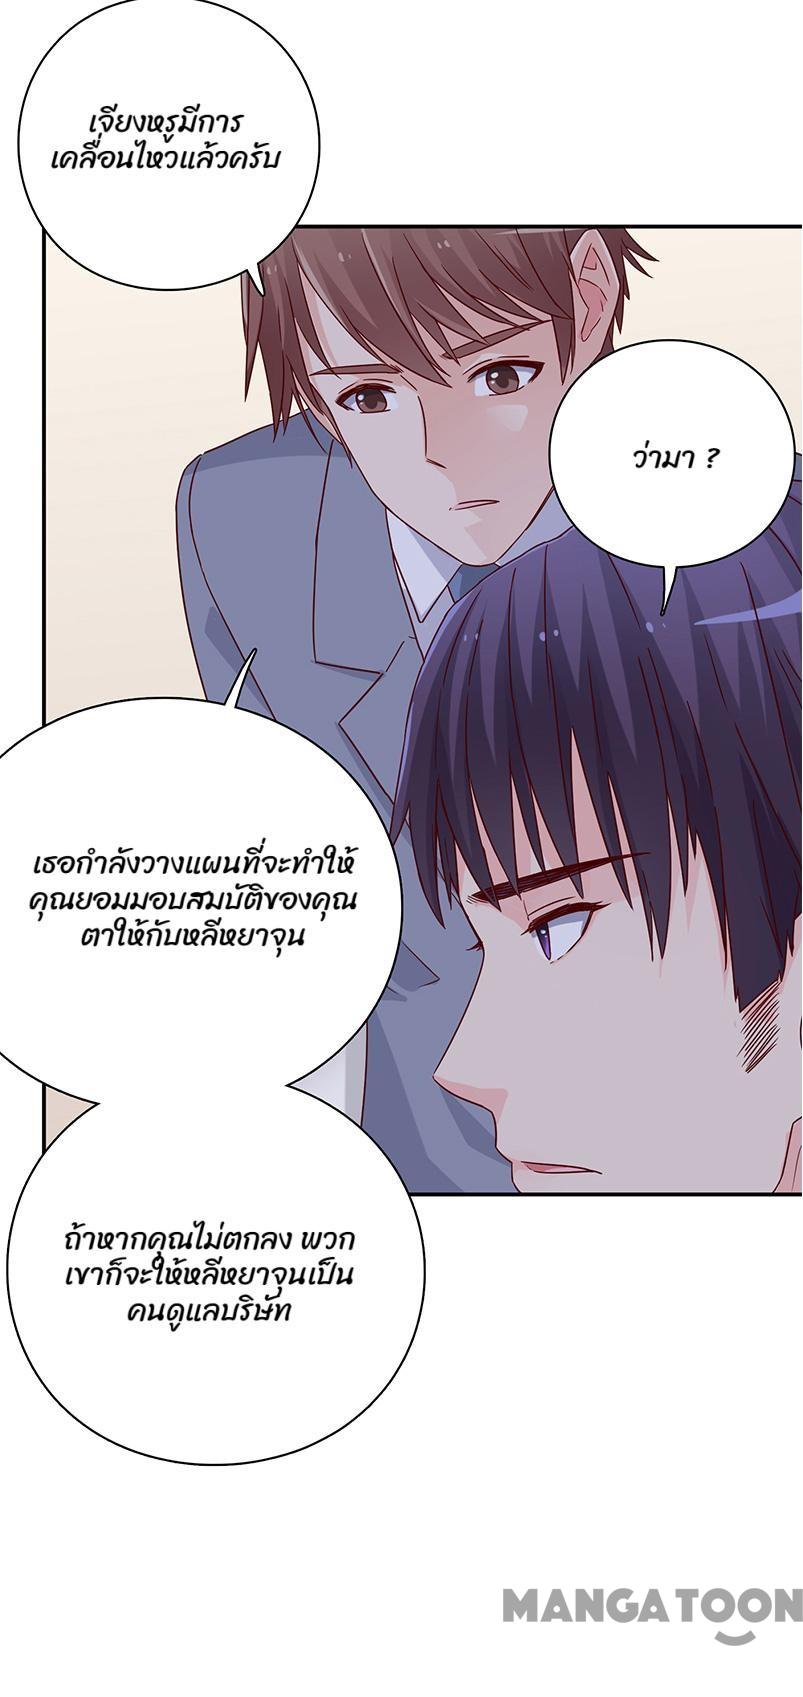 เจียงหรูมีการ
เคลื่อนไหวแล้วครับ
ว่ามา ?
เธอกำลังวางแผนที่จะทำให้
คุณยอมมอบสมบัติของคุณ
ตาให้กับหลีหยาจุน
ถ้าหากคุณไม่ตกลง พวก
เขาก็จะให้หลีหยาจุนเป็น
คนดูแลบริษัท
MANGATOON